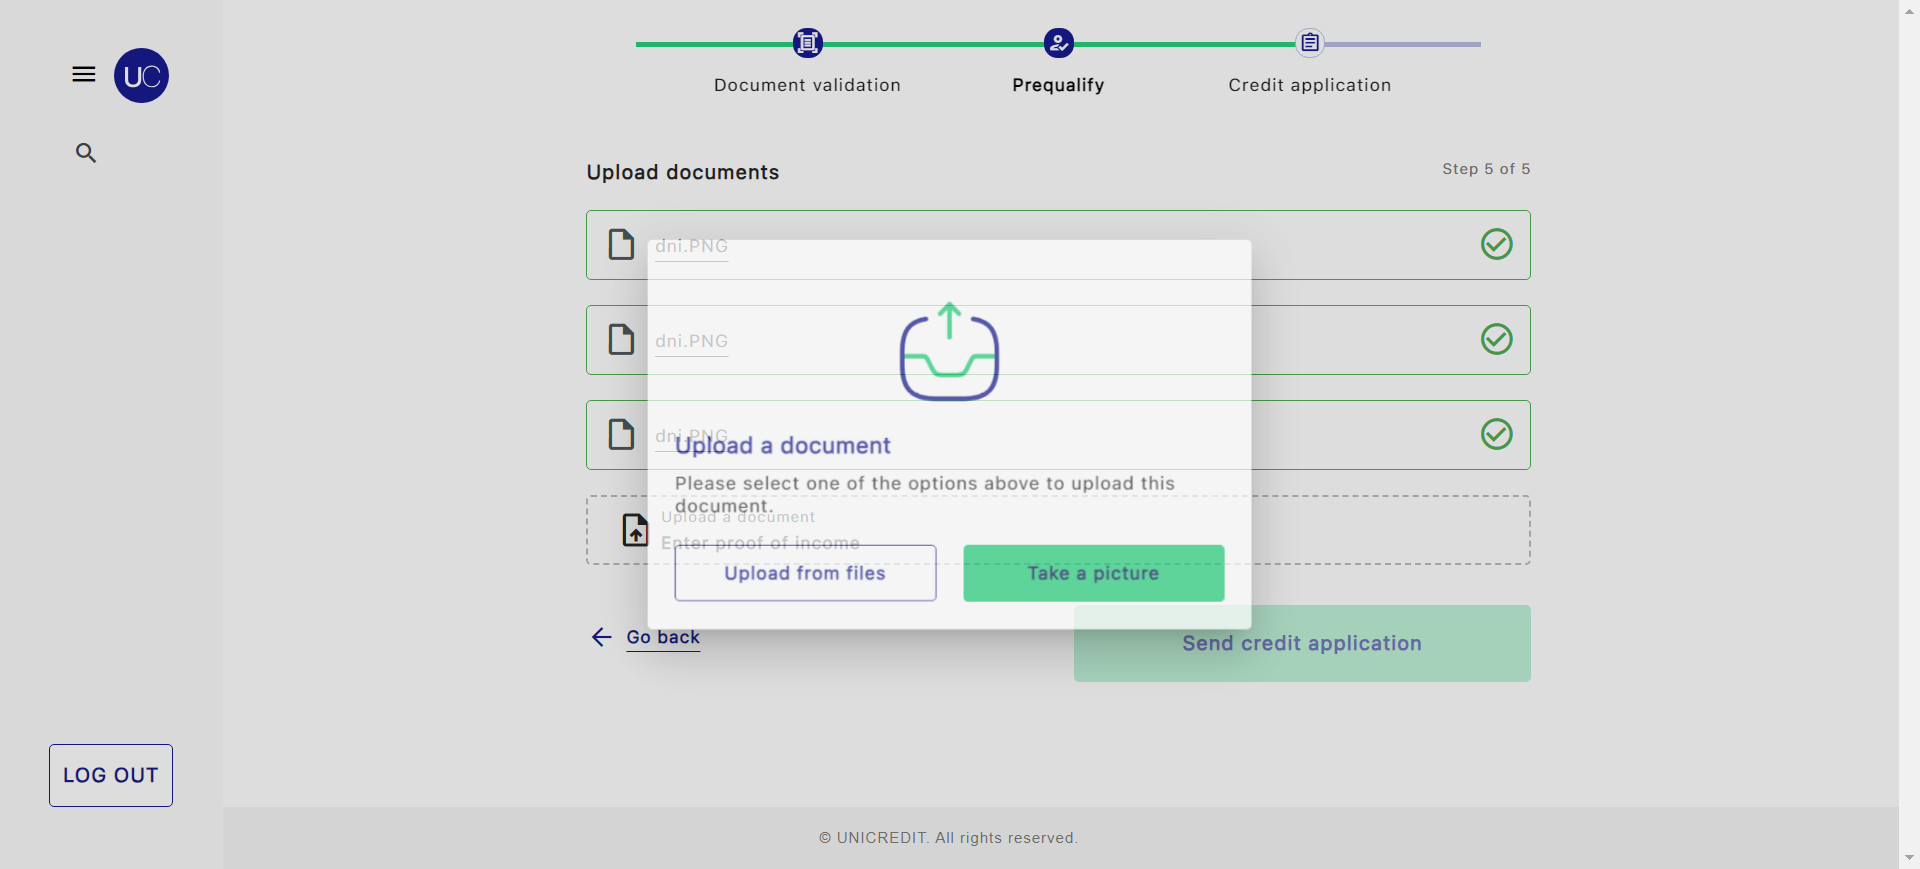 UC
Document validation
Prequalify
Credit application
Upload documents
Step 5 of 5
dni.PNG
dni.PNG
dni.PNG
Upload a document
Please select one of the options above to upload this
document.
Upload a document
Enter proof of income
Upload from files
Take a picture
Go back
Send credit application
LOG OUT
© UNICREDIT. All rights reserved.